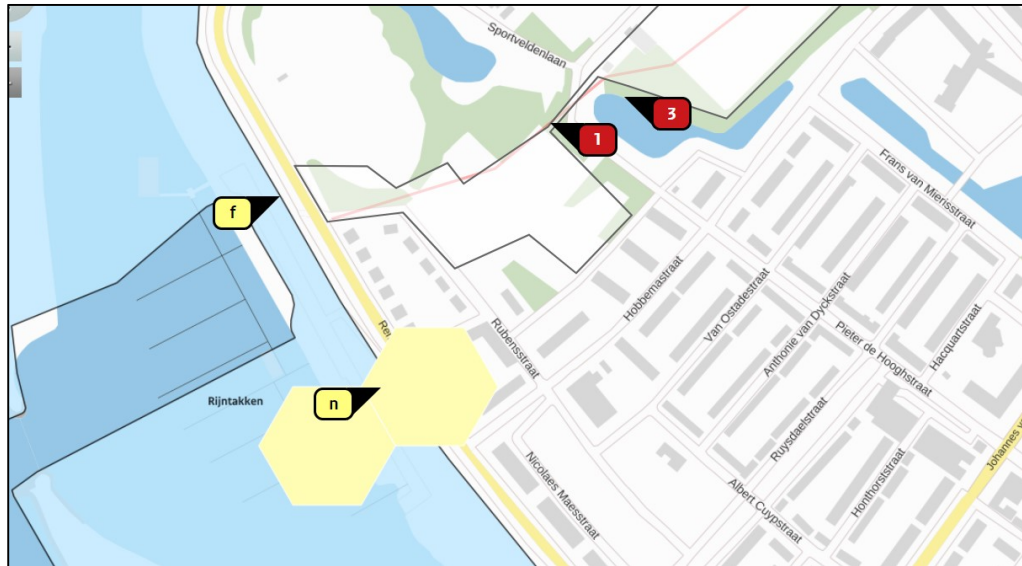 Sportveldenlaan
3
1
Frans van Mierisstraat
f
Hobbemastraat
Van Ostadestraat
Anthonie van Dyckstraat
Hacquartstraat
Pieter de Hooghstraat
Rubensstraat
n
Rijntakken
Ruysdaelstraat
Johannes v
Nicolaes Maesstraat
Honthorststraat
Albert Cuypstraat